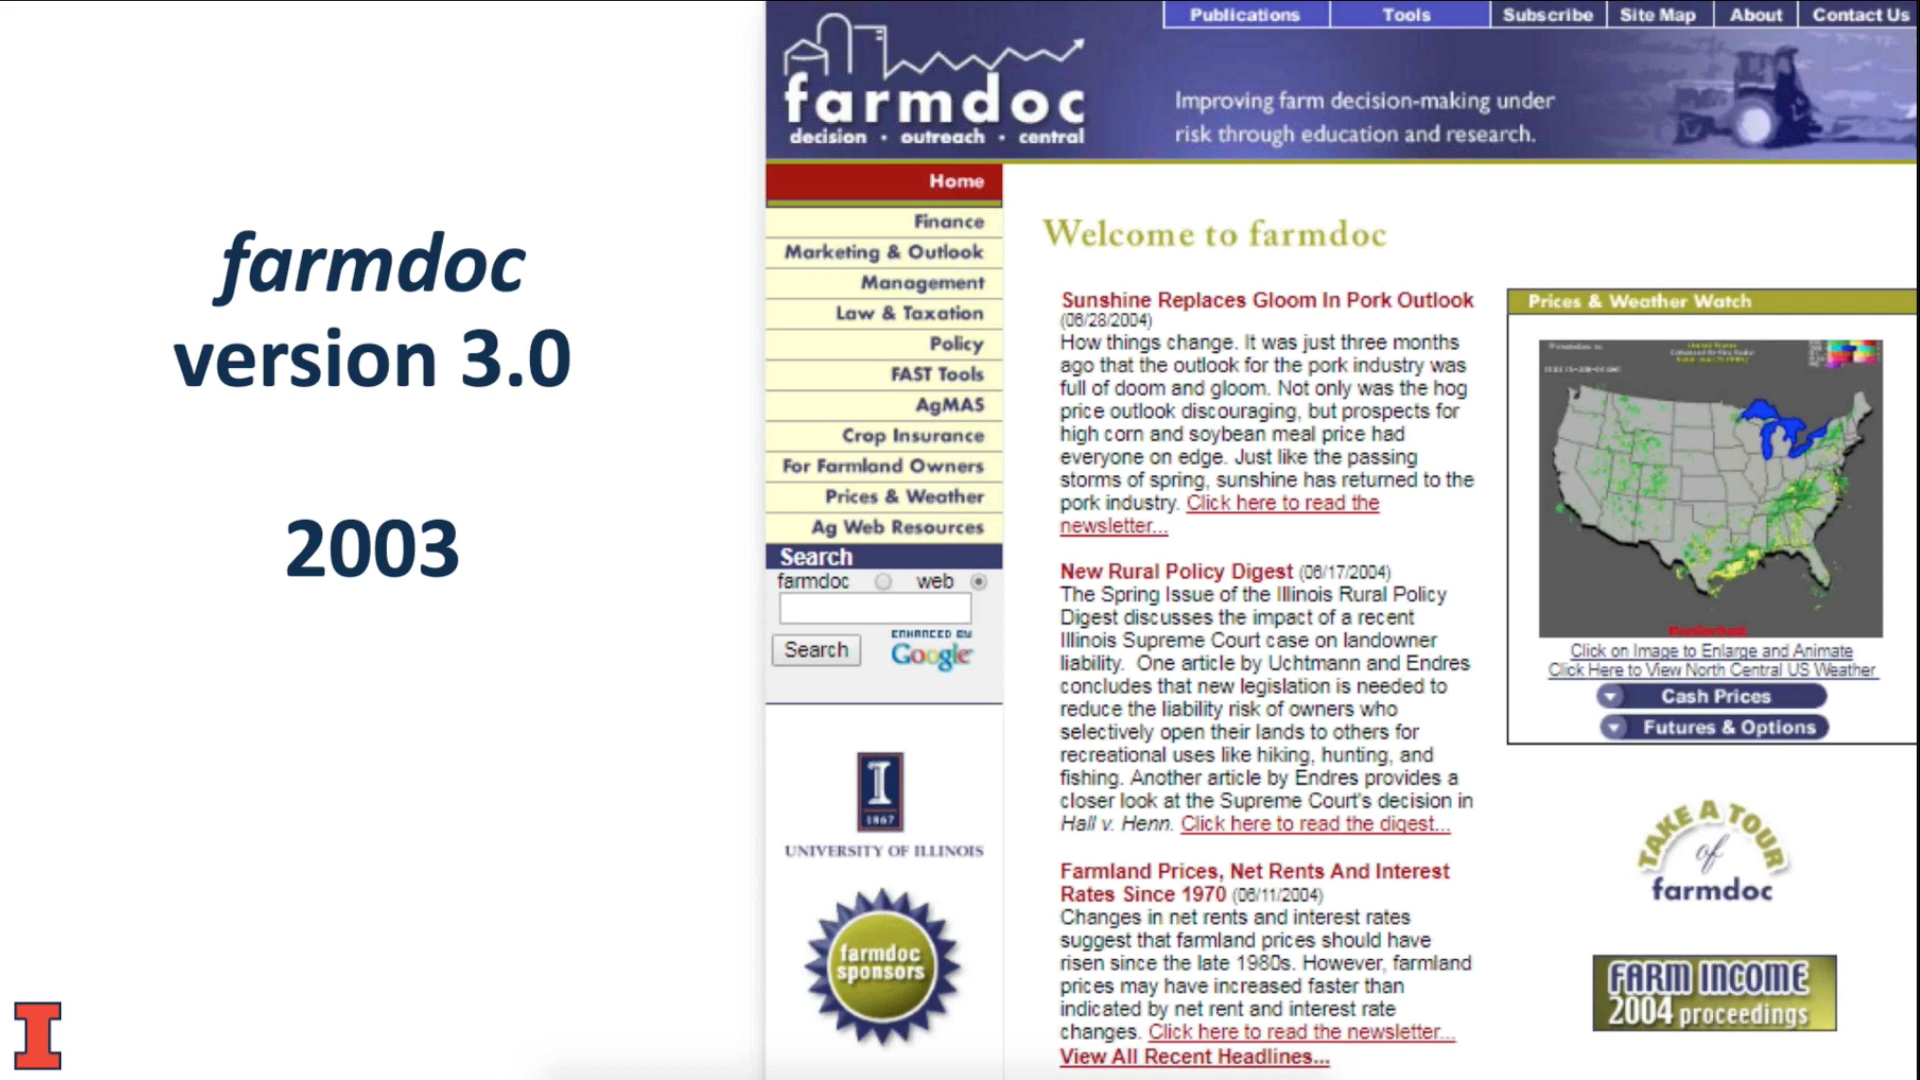 farmdoc
version 3.0
2003
Publications
Tools
Subscribe
Site Map
About
Contact Us
farmdoc
decision • outreach • central
Improving farm decision-making under
risk through education and research.
Home
Finance
Marketing & Outlook
Management
Law & Taxation
Policy
FAST Tools
AgMAS
Crop Insurance
For Farmland Owners
Prices & Weather
Ag Web Resources
Search
farmdoc web
Search
ENHANCED BY
Google
I
1867
UNIVERSITY OF ILLINOIS
farmdoc
sponsors
Welcome to farmdoc
Sunshine Replaces Gloom In Pork Outlook
(06/28/2004)
How things change. It was just three months
ago that the outlook for the pork industry was
full of doom and gloom. Not only was the hog
price outlook discouraging, but prospects for
high corn and soybean meal price had
everyone on edge. Just like the passing
storms of spring, sunshine has returned to the
pork industry. Click here to read the
newsletter...
New Rural Policy Digest (06/17/2004)
The Spring Issue of the Illinois Rural Policy
Digest discusses the impact of a recent
Illinois Supreme Court case on landowner
liability. One article by Uchtmann and Endres
concludes that new legislation is needed to
reduce the liability risk of owners who
selectively open their lands to others for
recreational uses like hiking, hunting, and
fishing. Another article by Endres provides a
closer look at the Supreme Court's decision in
Hall v. Henn. Click here to read the digest...
Farmland Prices, Net Rents And Interest
Rates Since 1970 (06/11/2004)
Changes in net rents and interest rates
suggest that farmland prices should have
risen since the late 1980s. However, farmland
prices may have increased faster than
indicated by net rent and interest rate
changes. Click here to read the newsletter...
View All Recent Headlines...
Prices & Weather Watch
Click on Image to Enlarge and Animate
Click Here to View North Central US Weather
Cash Prices
Futures & Options
TAKE A TOUR
of
farmdoc
FARM INCOME
2004 proceedings
I